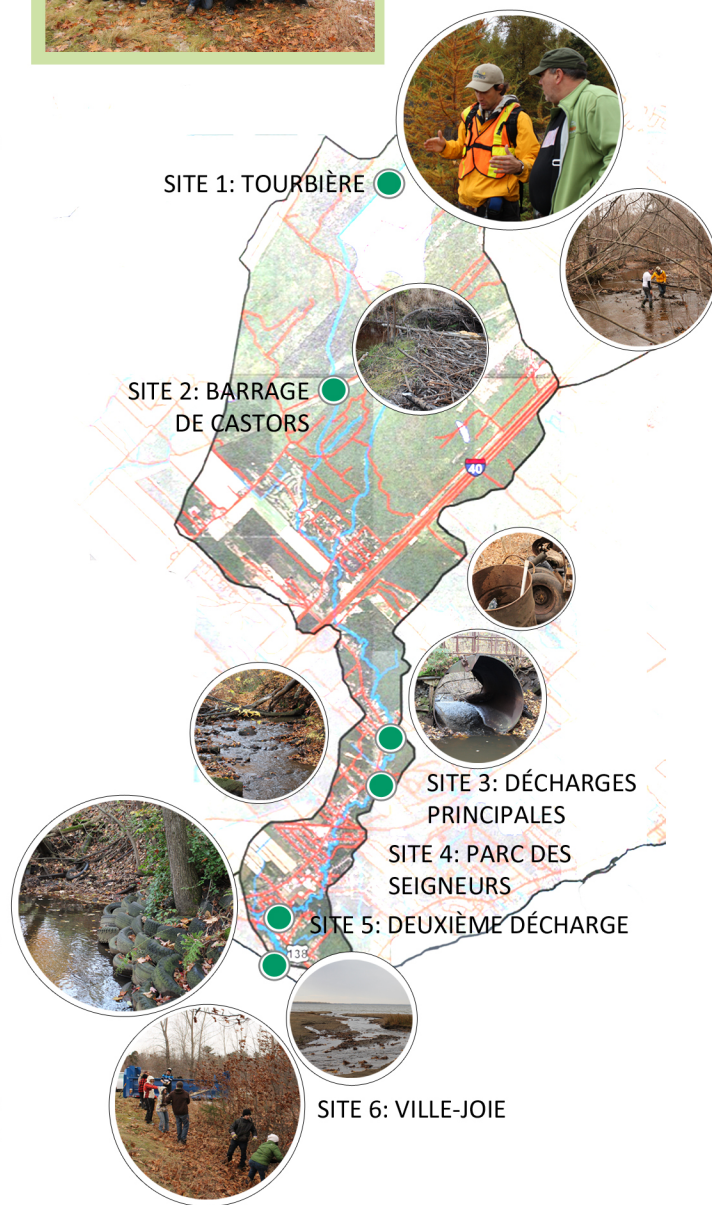 SITE 1: TOURBIÈRE
SITE 2: BARRAGE
DE CASTORS
40
SITE 3: DÉCHARGES
PRINCIPALES
SITE 4: PARC DES
SEIGNEURS
SITE 5: DEUXIÈME DÉCHARGE
138
SITE 6: VILLE-JOIE